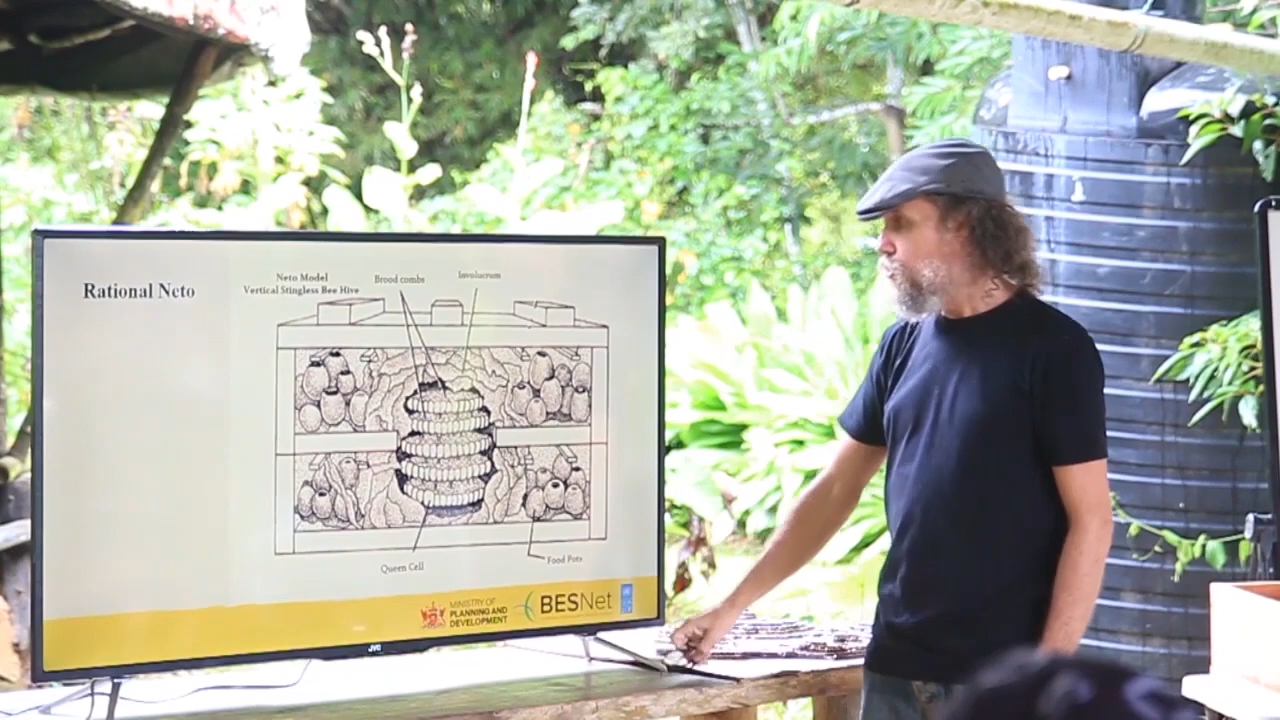 Rational Neto
Neto Model
Vertical Stingless Bee Hive
Brood combs
Involucrum
Queen Cell
Food Pots
MINISTRY OF
PLANNING AND
DEVELOPMENT
BESNet
JVC